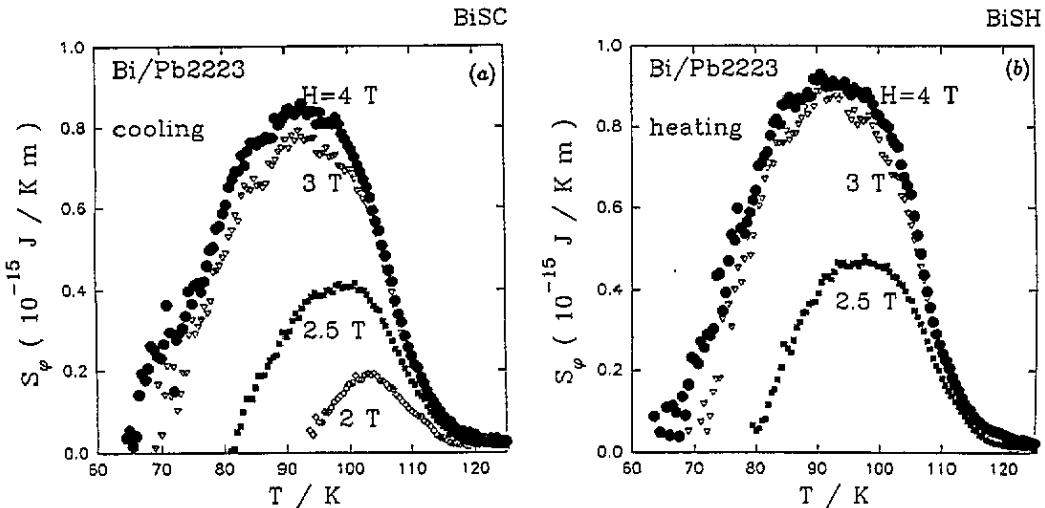 BiSC
Bi/Pb2223
(a)
H=4 T
cooling
3 T
2.5 T
2 T
1.0
0.8
0.6
0.4
0.2
0.0
60 70 80 90 100 110 120
S_φ ( 10^-15 J / K m )
T / K
BiSH
Bi/Pb2223
(b)
H=4 T
heating
3 T
2.5 T
1.0
0.8
0.6
0.4
0.2
0.0
60 70 80 90 100 110 120
S_φ ( 10^-15 J / K m )
T / K